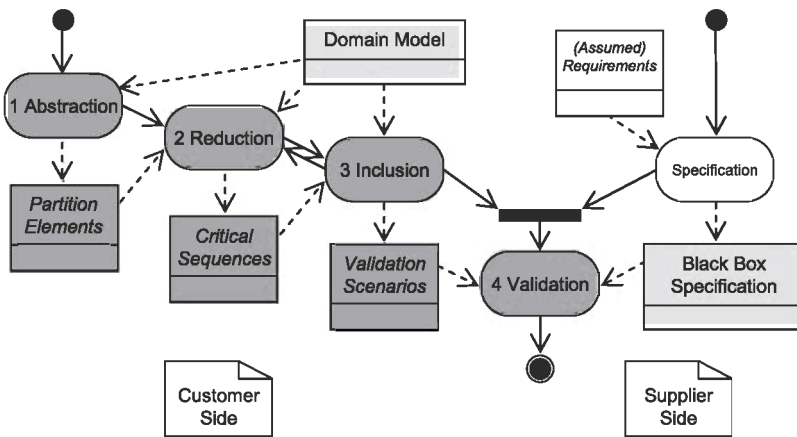 Domain Model
(Assumed)
Requirements
1 Abstraction
2 Reduction
3 Inclusion
Specification
Partition
Elements
Critical
Sequences
Validation
Scenarios
4 Validation
Black Box
Specification
Customer
Side
Supplier
Side